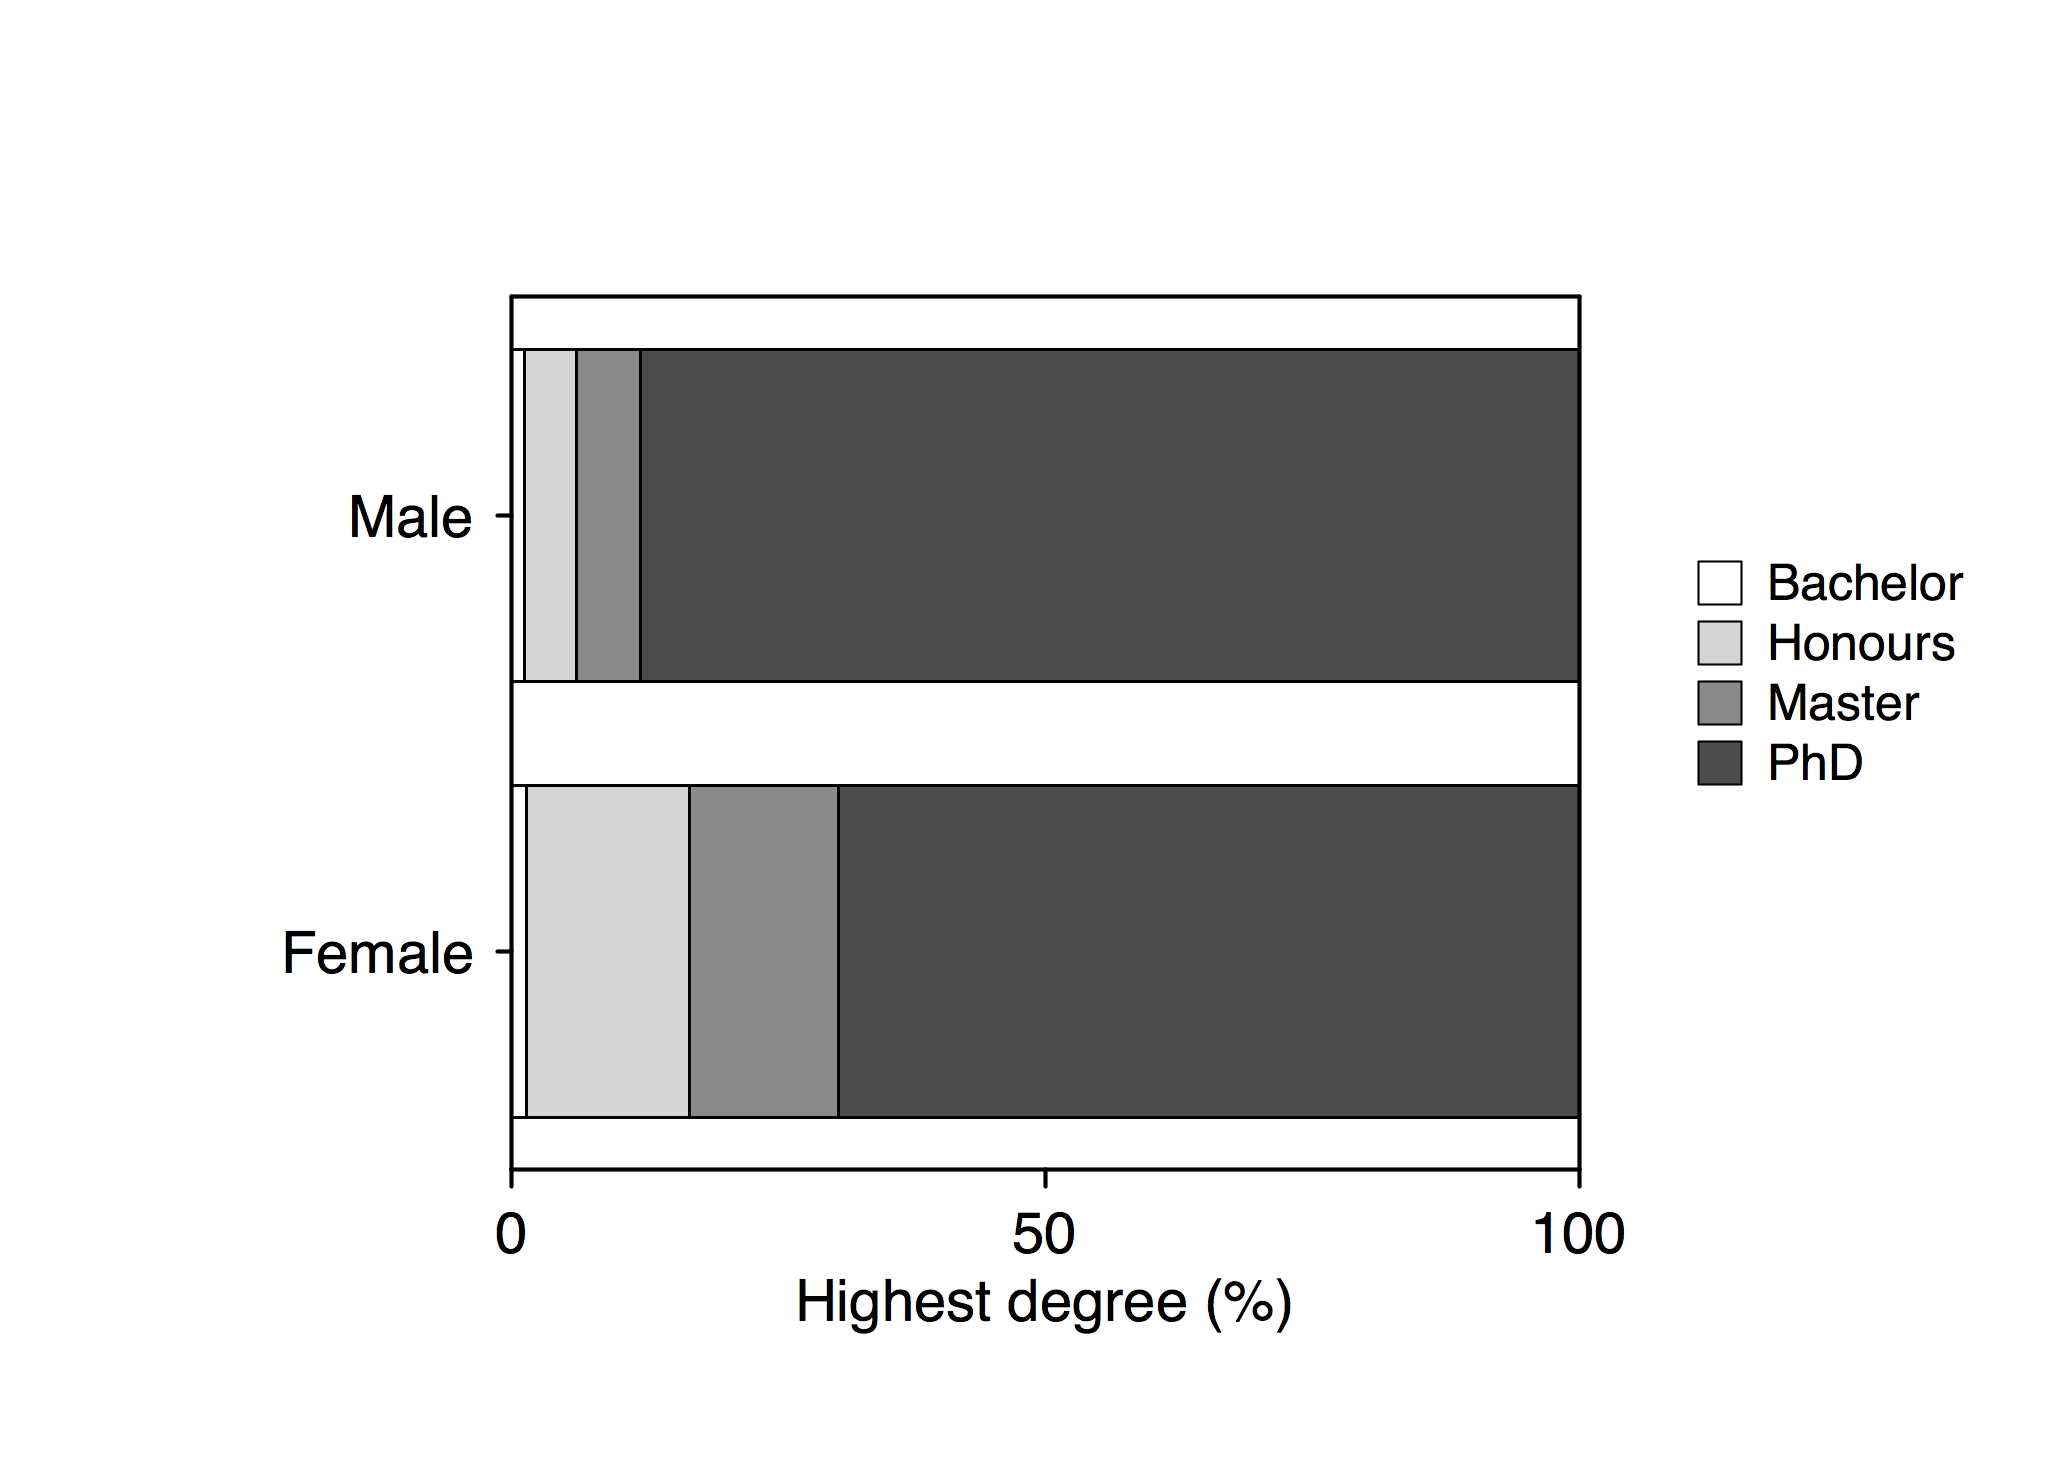 Male
Female
0 50 100
Highest degree (%)
Bachelor
Honours
Master
PhD